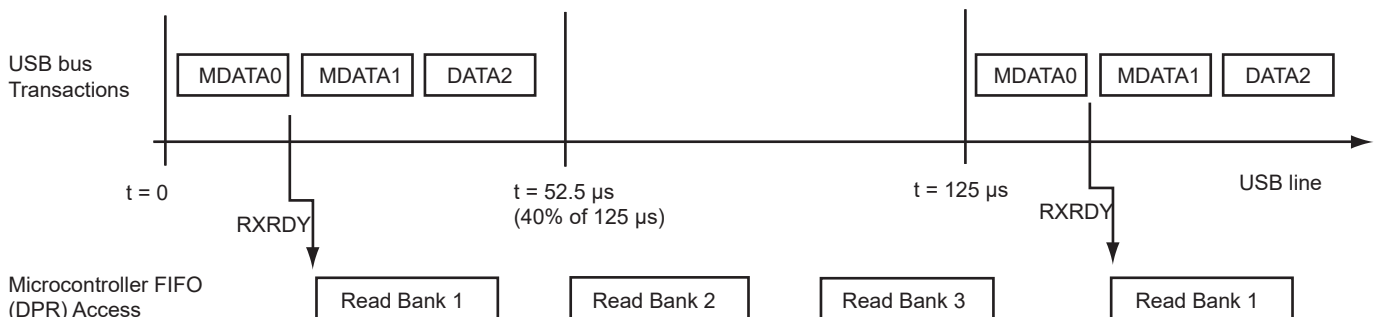 USB bus
Transactions
MDATA0 MDATA1 DATA2 MDATA0 MDATA1 DATA2
t = 0
t = 52.5 µs
(40% of 125 µs)
t = 125 µs
USB line
RXRDY
RXRDY
Microcontroller FIFO
(DPR) Access
Read Bank 1 Read Bank 2 Read Bank 3 Read Bank 1